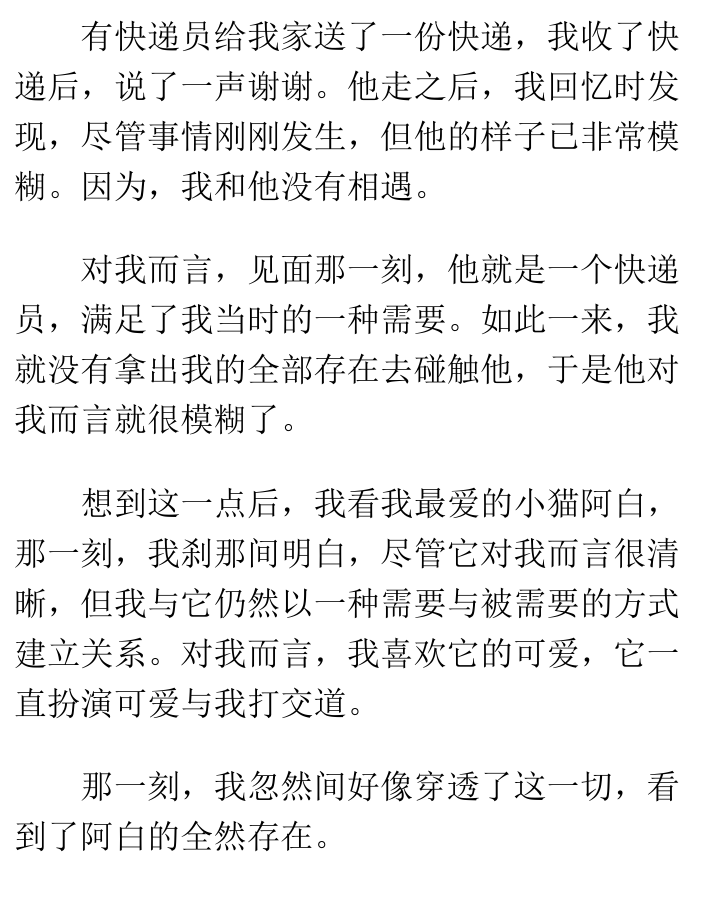 有快递员给我家送了一份快递，我收了快
递后，说了一声谢谢。他走之后，我回忆时发
现，尽管事情刚刚发生，但他的样子已非常模
糊。因为，我和他没有相遇。
对我而言，见面那一刻，他就是一个快递
员，满足了我当时的一种需要。如此一来，我
就没有拿出我的全部存在去碰触他，于是他对
我而言就很模糊了。
想到这一点后，我看我最爱的小猫阿白，
那一刻，我刹那间明白，尽管它对我而言很清
晰，但我与它仍然以一种需要与被需要的方式
建立关系。对我而言，我喜欢它的可爱，它一
直扮演可爱与我打交道。
那一刻，我忽然间好像穿透了这一切，看
到了阿白的全然存在。